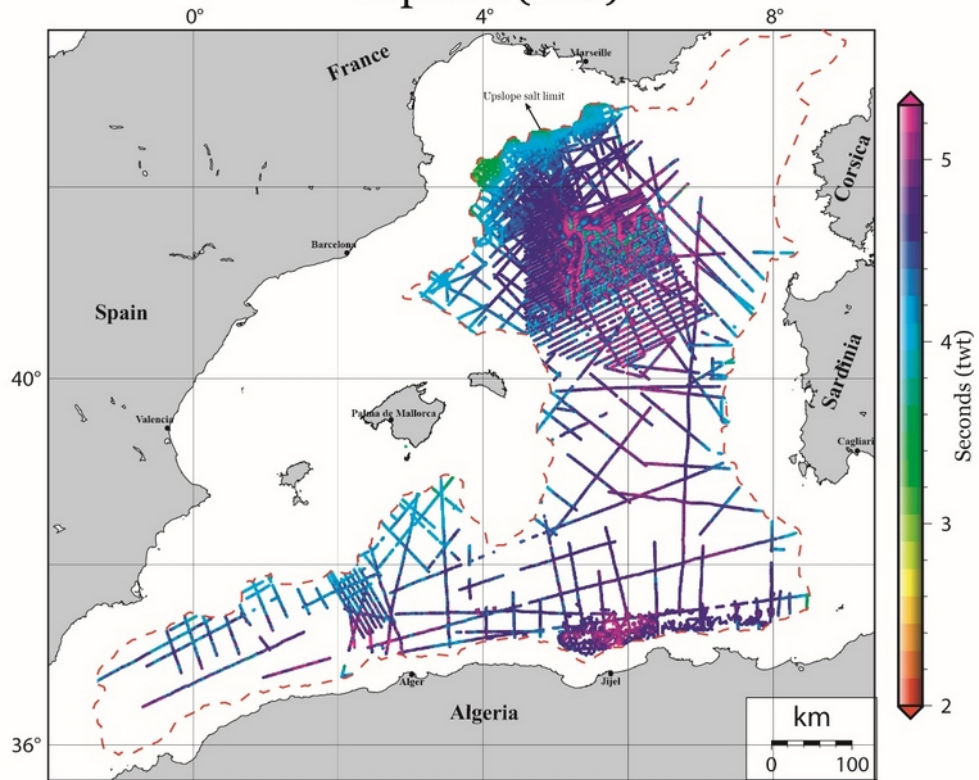 0°
4°
8°
France
Marseille
Upslope salt limit
Corsica
5
Barcelona
Spain
4
Sardinia
Seconds (twt)
40°
Palma de Mallorca
Valencia
Cagliari
3
Alger
Jijel
Algeria
km
2
36°
0
100